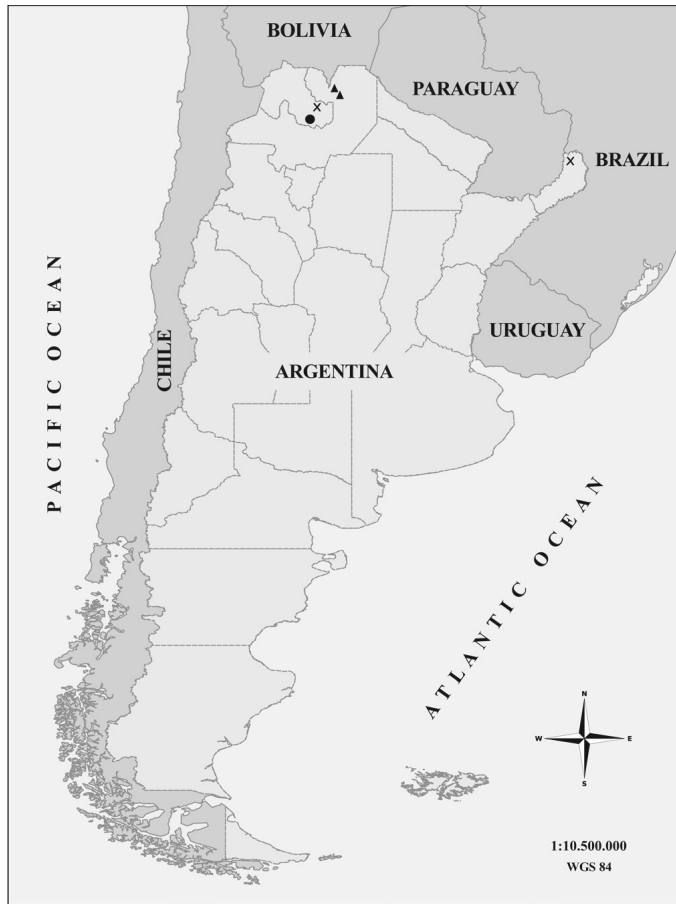 BOLIVIA
PARAGUAY
BRAZIL
URUGUAY
ARGENTINA
CHILE
PACIFIC OCEAN
ATLANTIC OCEAN
N
W E
S
1:10.500.000
WGS 84